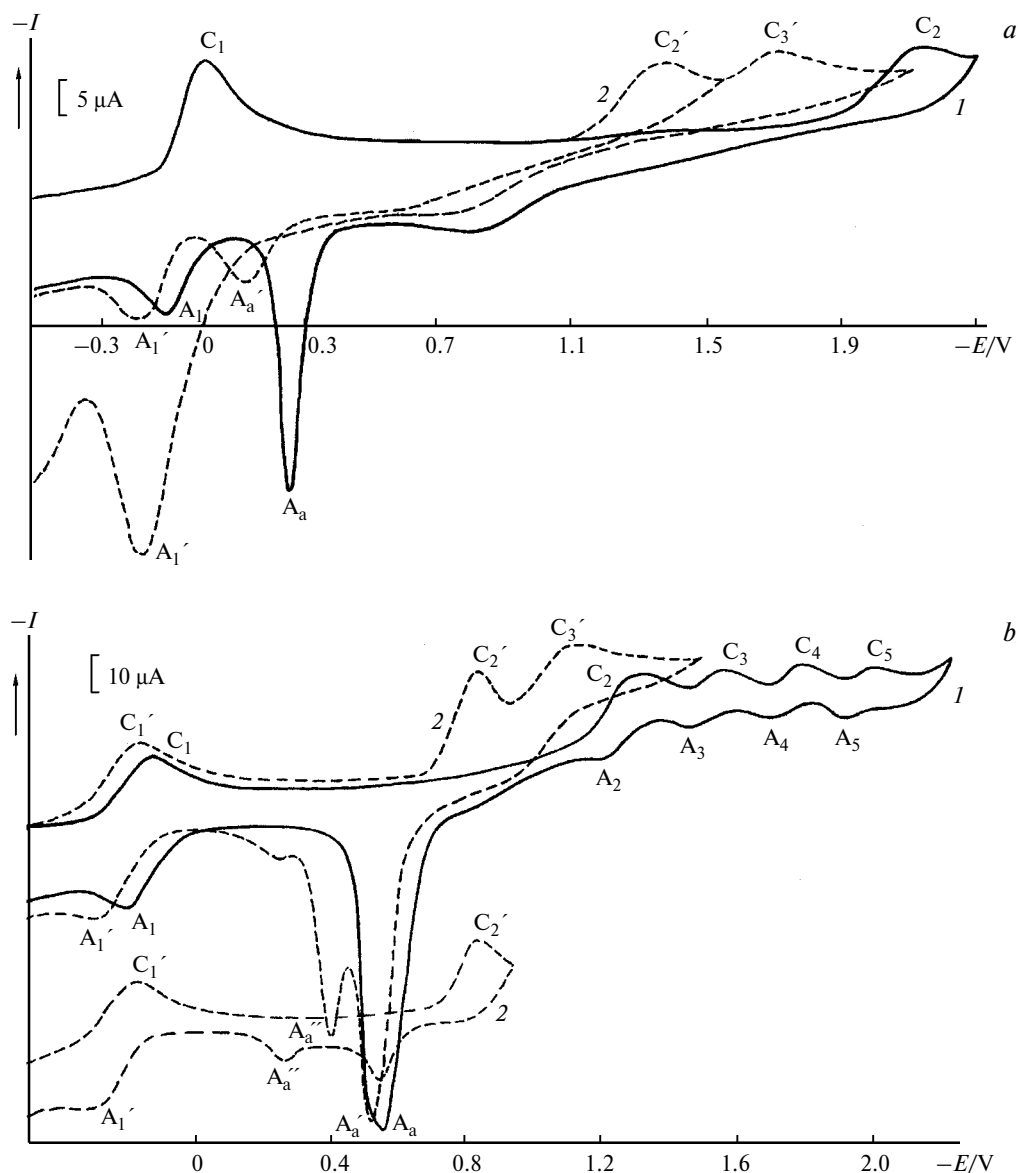 −I
a
C₁
C₂´
C₃´
C₂
5 μA
2
1
A₁
A₁´
Aₐ´
−0.3 0 0.3 0.7 1.1 1.5 1.9 −E/V
Aₐ
A₁´
−I
b
10 μA
C₂´
C₃´
C₂
C₃
C₄
C₅
C₁´
C₁
2
1
A₂
A₃
A₄
A₅
A₁´
A₁
C₁´
C₂´
Aₐ´´
2
Aₐ´´
A₁´
Aₐ´
Aₐ
0 0.4 0.8 1.2 1.6 2.0 −E/V